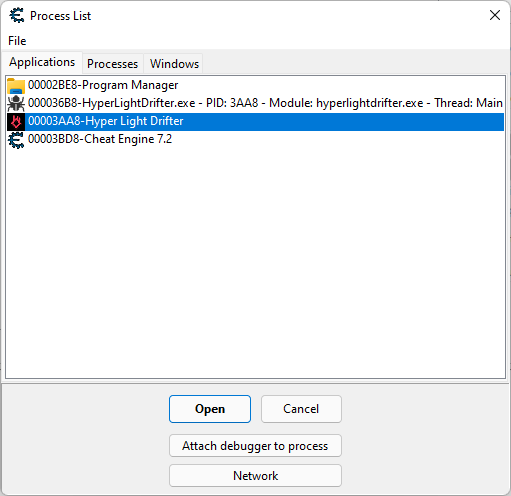 Process List
File
Applications Processes Windows
00002BE8-Program Manager
000036B8-HyperLightDrifter.exe - PID: 3AA8 - Module: hyperlightdrifter.exe - Thread: Main
00003AA8-Hyper Light Drifter
00003BD8-Cheat Engine 7.2
Open Cancel
Attach debugger to process
Network